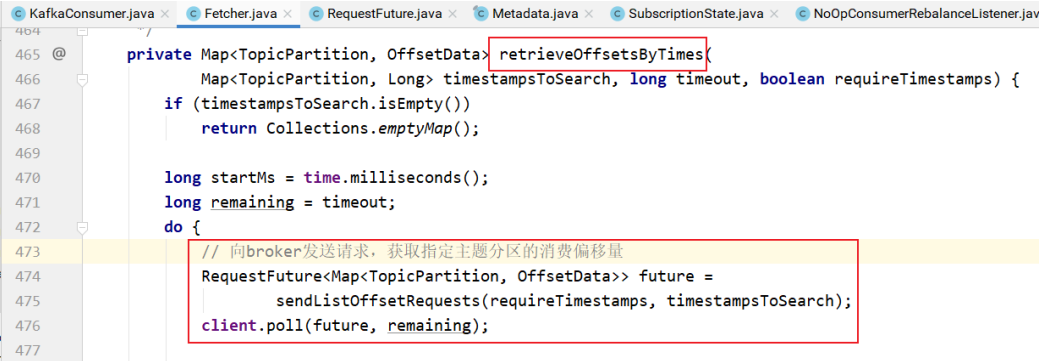 KafkaConsumer.java × Fetcher.java × RequestFuture.java × Metadata.java × SubscriptionState.java × NoOpConsumerRebalanceListener.jav
464 */
465 @ private Map<TopicPartition, OffsetData> retrieveOffsetsByTimes(
466 Map<TopicPartition, Long> timestampsToSearch, long timeout, boolean requireTimestamps) {
467 if (timestampsToSearch.isEmpty())
468 return Collections.emptyMap();
469
470 long startMs = time.milliseconds();
471 long remaining = timeout;
472 do {
473 // 向broker发送请求，获取指定主题分区的消费偏移量
474 RequestFuture<Map<TopicPartition, OffsetData>> future =
475 sendListOffsetRequests(requireTimestamps, timestampsToSearch);
476 client.poll(future, remaining);
477